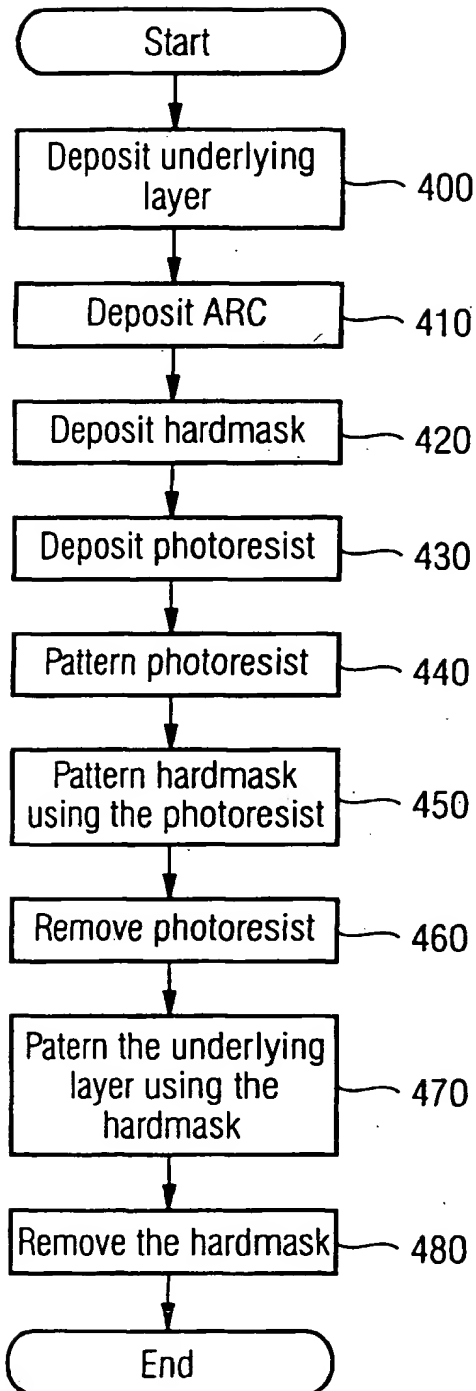 Start
Deposit underlying
layer
400
Deposit ARC
410
Deposit hardmask
420
Deposit photoresist
430
Pattern photoresist
440
Pattern hardmask
using the photoresist
450
Remove photoresist
460
Patern the underlying
layer using the
hardmask
470
Remove the hardmask
480
End